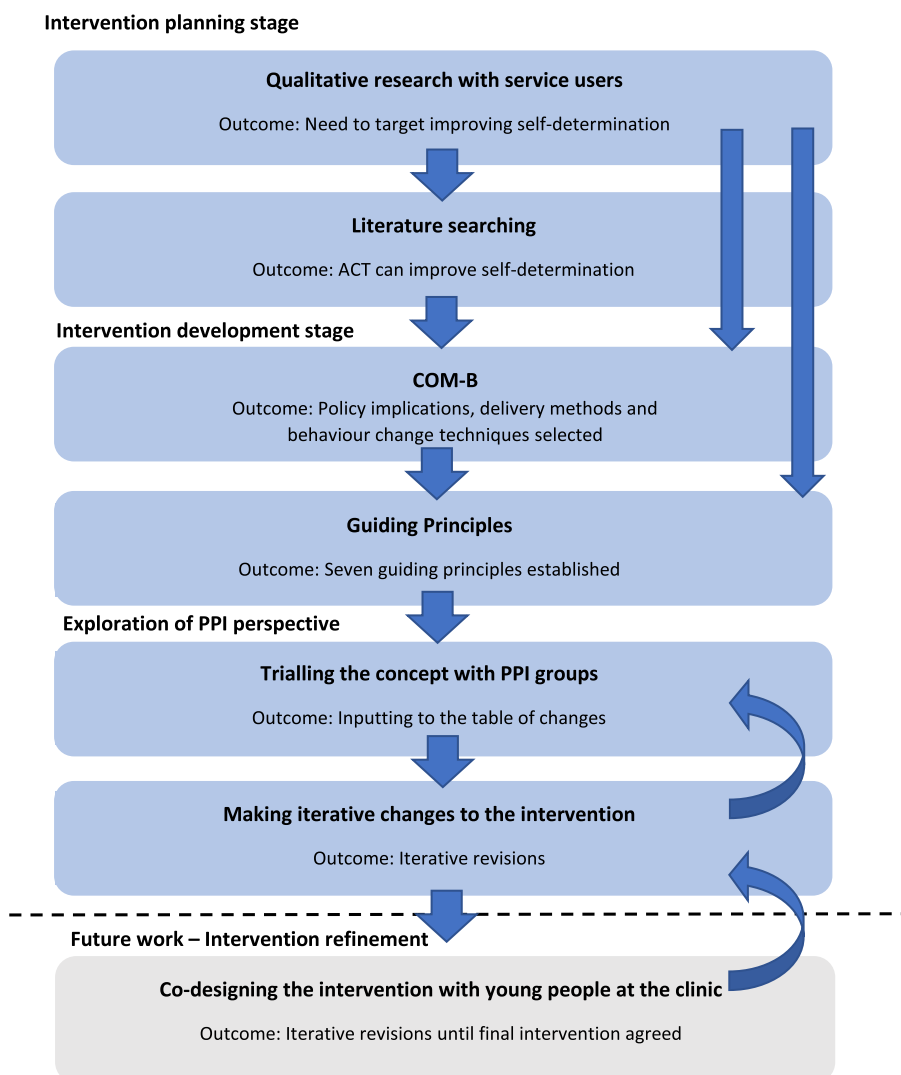 Intervention planning stage
Qualitative research with service users
Outcome: Need to target improving self-determination
Literature searching
Outcome: ACT can improve self-determination
Intervention development stage
COM-B
Outcome: Policy implications, delivery methods and
behaviour change techniques selected
Guiding Principles
Outcome: Seven guiding principles established
Exploration of PPI perspective
Trialling the concept with PPI groups
Outcome: Inputting to the table of changes
Making iterative changes to the intervention
Outcome: Iterative revisions
Future work – Intervention refinement
Co-designing the intervention with young people at the clinic
Outcome: Iterative revisions until final intervention agreed